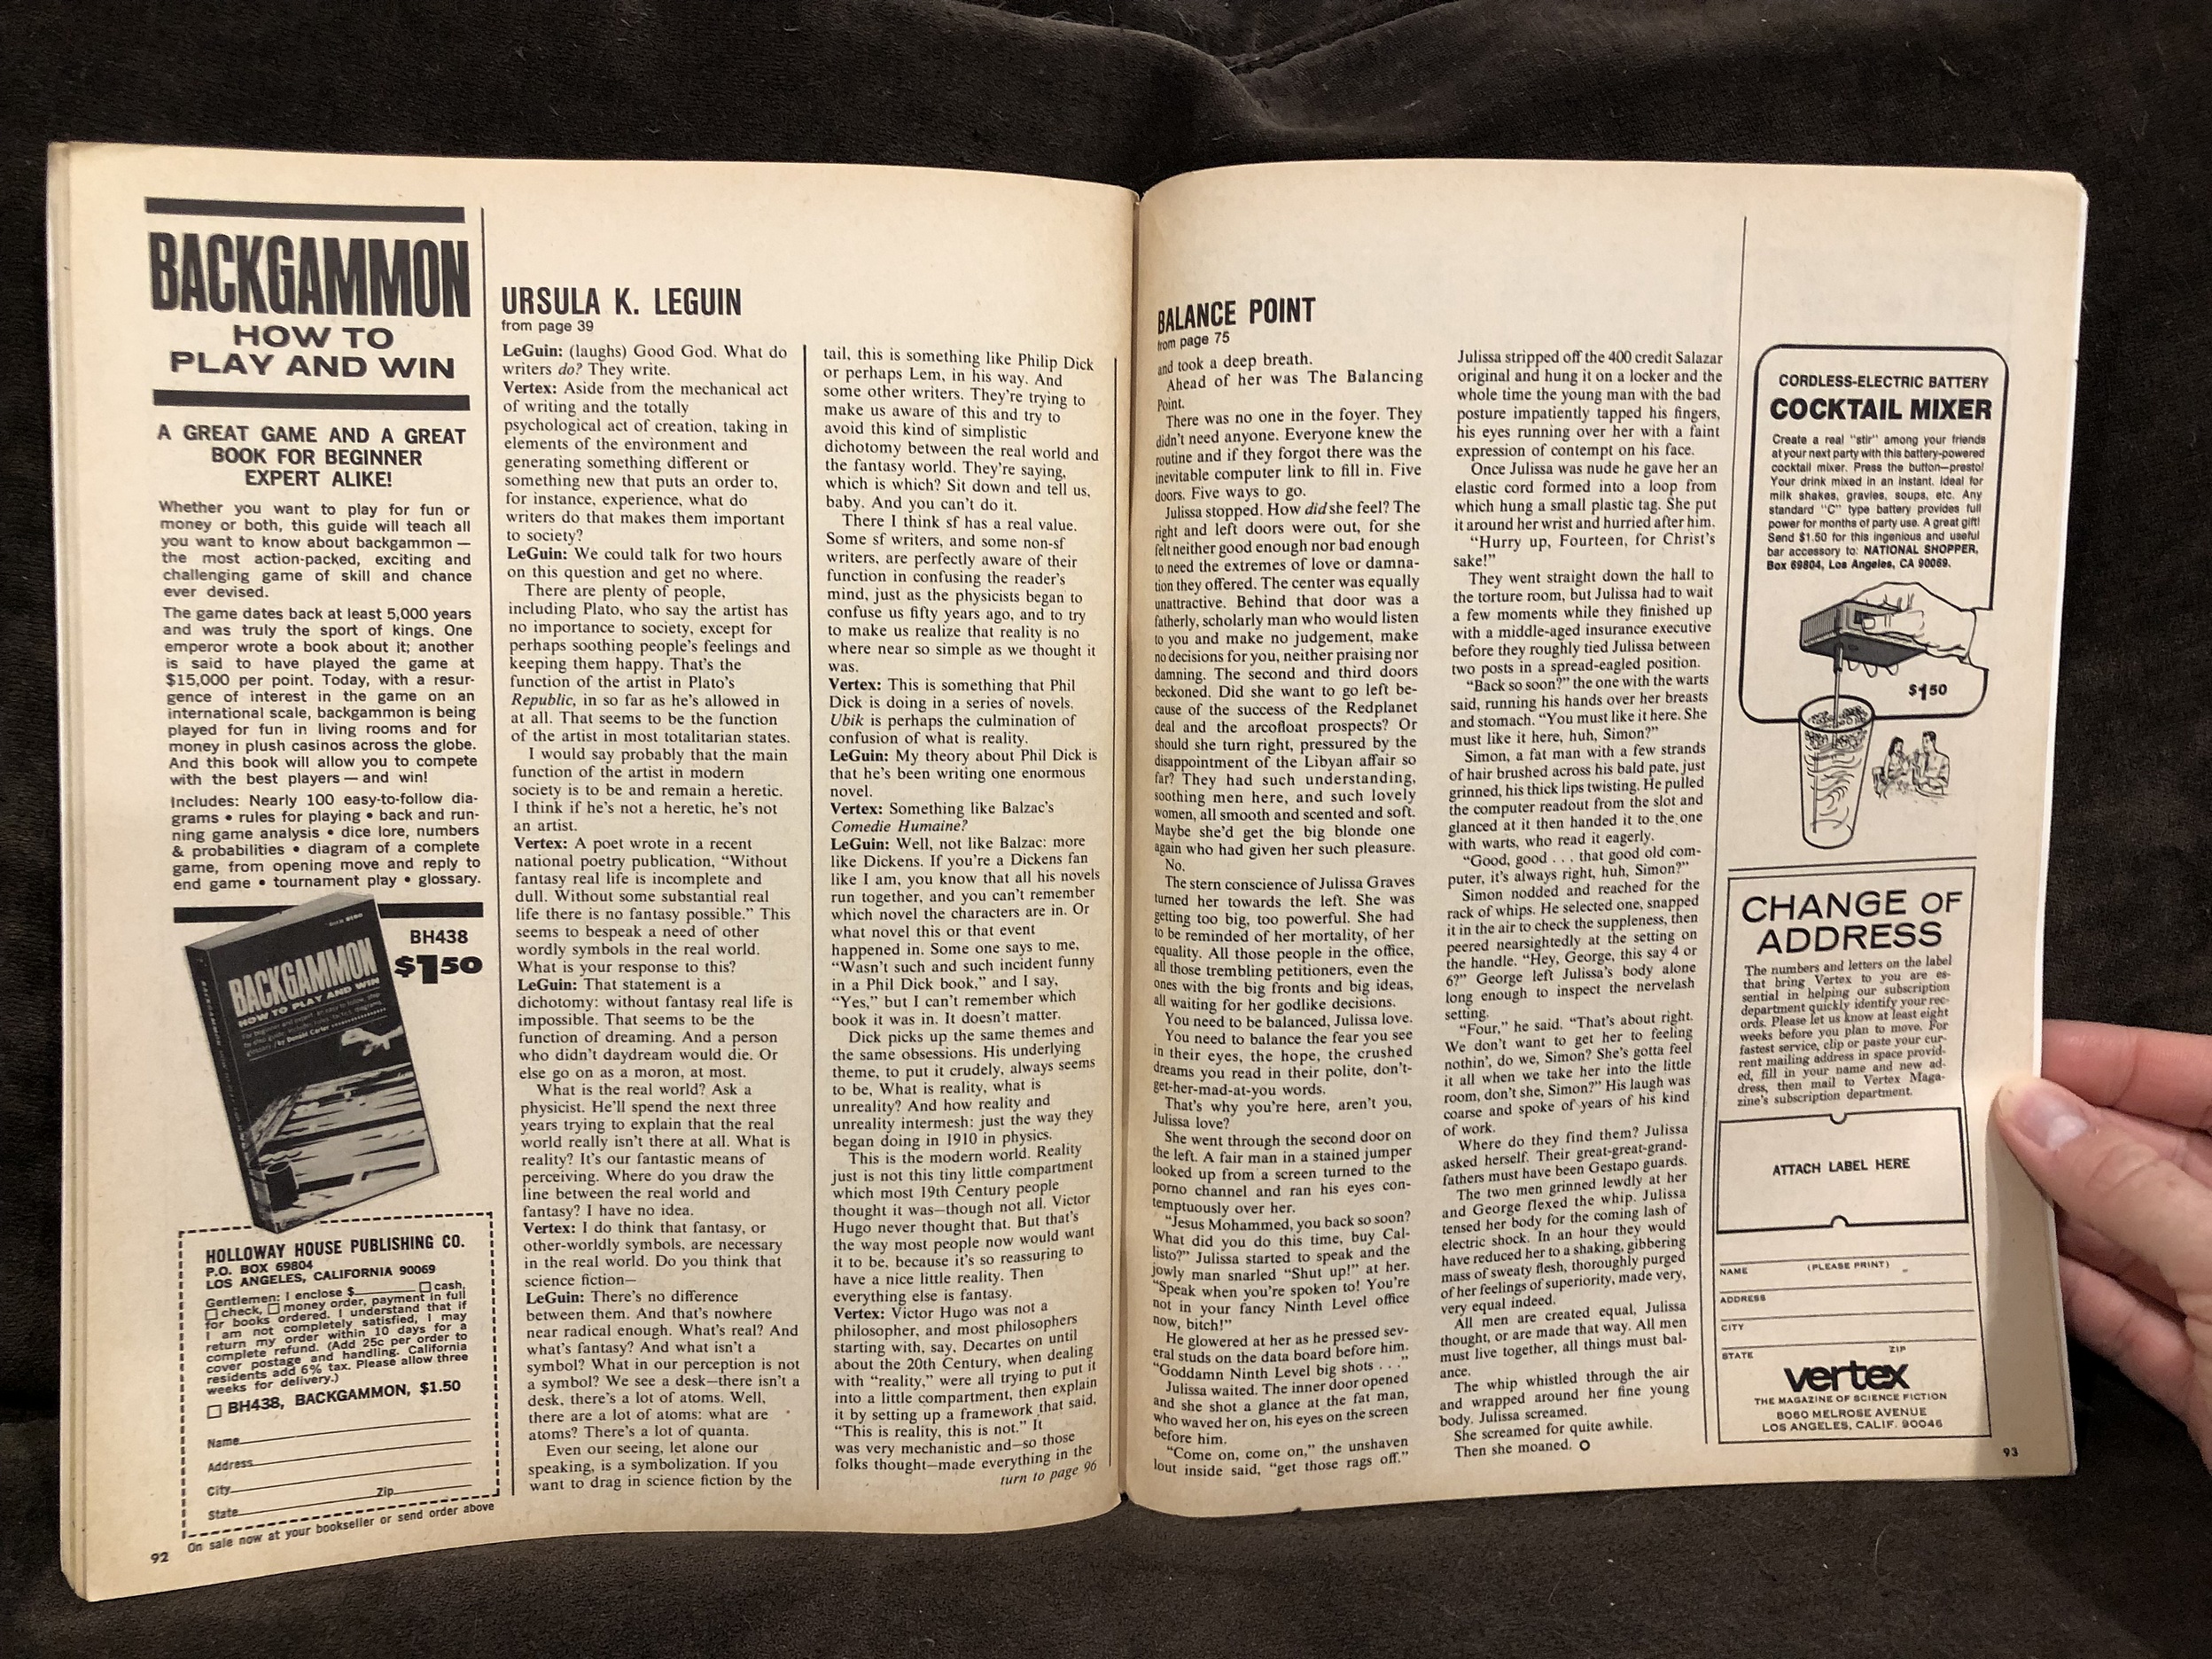 BACKGAMMON
HOW TO
PLAY AND WIN
A GREAT GAME AND A GREAT
BOOK FOR BEGINNER
EXPERT ALIKE!
Whether you want to play for fun or
money or both, this guide will teach all
you want to know about backgammon —
the most action-packed, exciting and
challenging game of skill and chance
ever devised.
The game dates back at least 5,000 years
and was truly the sport of kings. One
emperor wrote a book about it; another
is said to have played the game at
$15,000 per point. Today, with a resur-
gence of interest in the game on an
international scale, backgammon is being
played for fun in living rooms and for
money in plush casinos across the globe.
And this book will allow you to compete
with the best players — and win!
Includes: Nearly 100 easy-to-follow dia-
grams • rules for playing • back and run-
ning game analysis • dice lore, numbers
& probabilities • diagram of a complete
game, from opening move and reply to
end game • tournament play • glossary.
BH438
$1.50
BACKGAMMON
HOW TO PLAY AND WIN
by Donald Carter
HOLLOWAY HOUSE PUBLISHING CO.
P.O. BOX 69804
LOS ANGELES, CALIFORNIA 90069
Gentlemen: I enclose $ □ cash,
□ check, □ money order, payment in full
for books ordered. I understand that if
I am not completely satisfied, I may
return my order within 10 days for a
complete refund. (Add 25c per order to
cover postage and handling. California
residents add 6% tax. Please allow three
weeks for delivery.)
□ BH438, BACKGAMMON, $1.50
Name
Address
City
State Zip
On sale now at your bookseller or send order above
92
URSULA K. LEGUIN
from page 39
LeGuin: (laughs) Good God. What do
writers do? They write.
Vertex: Aside from the mechanical act
of writing and the totally
psychological act of creation, taking in
elements of the environment and
generating something different or
something new that puts an order to,
for instance, experience, what do
writers do that makes them important
to society?
LeGuin: We could talk for two hours
on this question and get no where.
There are plenty of people,
including Plato, who say the artist has
no importance to society, except for
perhaps soothing people's feelings and
keeping them happy. That's the
function of the artist in Plato's
Republic, in so far as he's allowed in
at all. That seems to be the function
of the artist in most totalitarian states.
I would say probably that the main
function of the artist in modern
society is to be and remain a heretic.
I think if he's not a heretic, he's not
an artist.
Vertex: A poet wrote in a recent
national poetry publication, "Without
fantasy real life is incomplete and
dull. Without some substantial real
life there is no fantasy possible." This
seems to bespeak a need of other
wordly symbols in the real world.
What is your response to this?
LeGuin: That statement is a
dichotomy: without fantasy real life is
impossible. That seems to be the
function of dreaming. And a person
who didn't daydream would die. Or
else go on as a moron, at most.
What is the real world? Ask a
physicist. He'll spend the next three
years trying to explain that the real
world really isn't there at all. What is
reality? It's our fantastic means of
perceiving. Where do you draw the
line between the real world and
fantasy? I have no idea.
Vertex: I do think that fantasy, or
other-worldly symbols, are necessary
in the real world. Do you think that
science fiction—
LeGuin: There's no difference
between them. And that's nowhere
near radical enough. What's real? And
what's fantasy? And what isn't a
symbol? What in our perception is not
a symbol? We see a desk—there isn't a
desk, there's a lot of atoms. Well,
there are a lot of atoms: what are
atoms? There's a lot of quanta.
Even our seeing, let alone our
speaking, is a symbolization. If you
want to drag in science fiction by the
tail, this is something like Philip Dick
or perhaps Lem, in his way. And
some other writers. They're trying to
make us aware of this and try to
avoid this kind of simplistic
dichotomy between the real world and
the fantasy world. They're saying,
which is which? Sit down and tell us,
baby. And you can't do it.
There I think sf has a real value.
Some sf writers, and some non-sf
writers, are perfectly aware of their
function in confusing the reader's
mind, just as the physicists began to
confuse us fifty years ago, and to try
to make us realize that reality is no
where near so simple as we thought it
was.
Vertex: This is something that Phil
Dick is doing in a series of novels.
Ubik is perhaps the culmination of
confusion of what is reality.
LeGuin: My theory about Phil Dick is
that he's been writing one enormous
novel.
Vertex: Something like Balzac's
Comedie Humaine?
LeGuin: Well, not like Balzac: more
like Dickens. If you're a Dickens fan
like I am, you know that all his novels
run together, and you can't remember
which novel the characters are in. Or
what novel this or that event
happened in. Some one says to me,
"Wasn't such and such incident funny
in a Phil Dick book," and I say,
"Yes," but I can't remember which
book it was in. It doesn't matter.
Dick picks up the same themes and
the same obsessions. His underlying
theme, to put it crudely, always seems
to be, What is reality, what is
unreality? And how reality and
unreality intermesh: just the way they
began doing in 1910 in physics.
This is the modern world. Reality
just is not this tiny little compartment
which most 19th Century people
thought it was—though not all. Victor
Hugo never thought that. But that's
the way most people now would want
it to be, because it's so reassuring to
have a nice little reality. Then
everything else is fantasy.
Vertex: Victor Hugo was not a
philosopher, and most philosophers
starting with, say, Decartes on until
about the 20th Century, when dealing
with "reality," were all trying to put it
into a little compartment, then explain
it by setting up a framework that said,
"This is reality, this is not." It
was very mechanistic and—so those
folks thought—made everything in the
turn to page 96
BALANCE POINT
from page 75
and took a deep breath.
Ahead of her was The Balancing
Point.
There was no one in the foyer. They
didn't need anyone. Everyone knew the
routine and if they forgot there was the
inevitable computer link to fill in. Five
doors. Five ways to go.
Julissa stopped. How did she feel? The
right and left doors were out, for she
felt neither good enough nor bad enough
to need the extremes of love or damna-
tion they offered. The center was equally
unattractive. Behind that door was a
fatherly, scholarly man who would listen
to you and make no judgement, make
no decisions for you, neither praising nor
damning. The second and third doors
beckoned. Did she want to go left be-
cause of the success of the Redplanet
deal and the arcofloat prospects? Or
should she turn right, pressured by the
disappointment of the Libyan affair so
far? They had such understanding,
soothing men here, and such lovely
women, all smooth and scented and soft.
Maybe she'd get the big blonde one
again who had given her such pleasure.
No.
The stern conscience of Julissa Graves
turned her towards the left. She was
getting too big, too powerful. She had
to be reminded of her mortality, of her
equality. All those people in the office,
all those trembling petitioners, even the
ones with the big fronts and big ideas,
all waiting for her godlike decisions.
You need to be balanced, Julissa love.
You need to balance the fear you see
in their eyes, the hope, the crushed
dreams you read in their polite, don't-
get-her-mad-at-you words.
That's why you're here, aren't you,
Julissa love?
She went through the second door on
the left. A fair man in a stained jumper
looked up from a screen turned to the
porno channel and ran his eyes con-
temptuously over her.
"Jesus Mohammed, you back so soon?
What did you do this time, buy Cal-
listo?" Julissa started to speak and the
jowly man snarled "Shut up!" at her.
"Speak when you're spoken to! You're
not in your fancy Ninth Level office
now, bitch!"
He glowered at her as he pressed sev-
eral studs on the data board before him.
"Goddamn Ninth Level big shots . . ."
Julissa waited. The inner door opened
and she shot a glance at the fat man,
who waved her on, his eyes on the screen
before him.
"Come on, come on," the unshaven
lout inside said, "get those rags off."
Julissa stripped off the 400 credit Salazar
original and hung it on a locker and the
whole time the young man with the bad
posture impatiently tapped his fingers,
his eyes running over her with a faint
expression of contempt on his face.
Once Julissa was nude he gave her an
elastic cord formed into a loop from
which hung a small plastic tag. She put
it around her wrist and hurried after him.
"Hurry up, Fourteen, for Christ's
sake!"
They went straight down the hall to
the torture room, but Julissa had to wait
a few moments while they finished up
with a middle-aged insurance executive
before they roughly tied Julissa between
two posts in a spread-eagled position.
"Back so soon?" the one with the warts
said, running his hands over her breasts
and stomach. "You must like it here. She
must like it here, huh, Simon?"
Simon, a fat man with a few strands
of hair brushed across his bald pate, just
grinned, his thick lips twisting. He pulled
the computer readout from the slot and
glanced at it then handed it to the one
with warts, who read it eagerly.
"Good, good . . . that good old com-
puter, it's always right, huh, Simon?"
Simon nodded and reached for the
rack of whips. He selected one, snapped
it in the air to check the suppleness, then
peered nearsightedly at the setting on
the handle. "Hey, George, this say 4 or
6?" George left Julissa's body alone
long enough to inspect the nervelash
setting.
"Four," he said. "That's about right.
We don't want to get her to feeling
nothin', do we, Simon? She's gotta feel
it all when we take her into the little
room, don't she, Simon?" His laugh was
coarse and spoke of years of his kind
of work.
Where do they find them? Julissa
asked herself. Their great-great-grand-
fathers must have been Gestapo guards.
The two men grinned lewdly at her
and George flexed the whip. Julissa
tensed her body for the coming lash of
electric shock. In an hour they would
have reduced her to a shaking, gibbering
mass of sweaty flesh, thoroughly purged
of her feelings of superiority, made very,
very equal indeed.
All men are created equal, Julissa
thought, or are made that way. All men
must live together, all things must bal-
ance.
The whip whistled through the air
and wrapped around her fine young
body. Julissa screamed.
She screamed for quite awhile.
Then she moaned.
CORDLESS-ELECTRIC BATTERY
COCKTAIL MIXER
Create a real "stir" among your friends
at your next party with this battery-powered
cocktail mixer. Press the button—presto!
Your drink mixed in an instant. Ideal for
milk shakes, gravies, soups, etc. Any
standard "C" type battery provides full
power for months of party use. A great gift!
Send $1.50 for this ingenious and useful
bar accessory to: NATIONAL SHOPPER,
Box 69804, Los Angeles, CA 90069.
$1.50
CHANGE OF
ADDRESS
The numbers and letters on the label
that bring Vertex to you are es-
sential in helping our subscription
department quickly identify your rec-
ords. Please let us know at least eight
weeks before you plan to move. For
fastest service, clip or paste your cur-
rent mailing address in space provid-
ed, fill in your name and new ad-
dress, then mail to Vertex Maga-
zine's subscription department.
ATTACH LABEL HERE
NAME (PLEASE PRINT)
ADDRESS
CITY
STATE ZIP
vertex
THE MAGAZINE OF SCIENCE FICTION
8060 MELROSE AVENUE
LOS ANGELES, CALIF. 90046
93